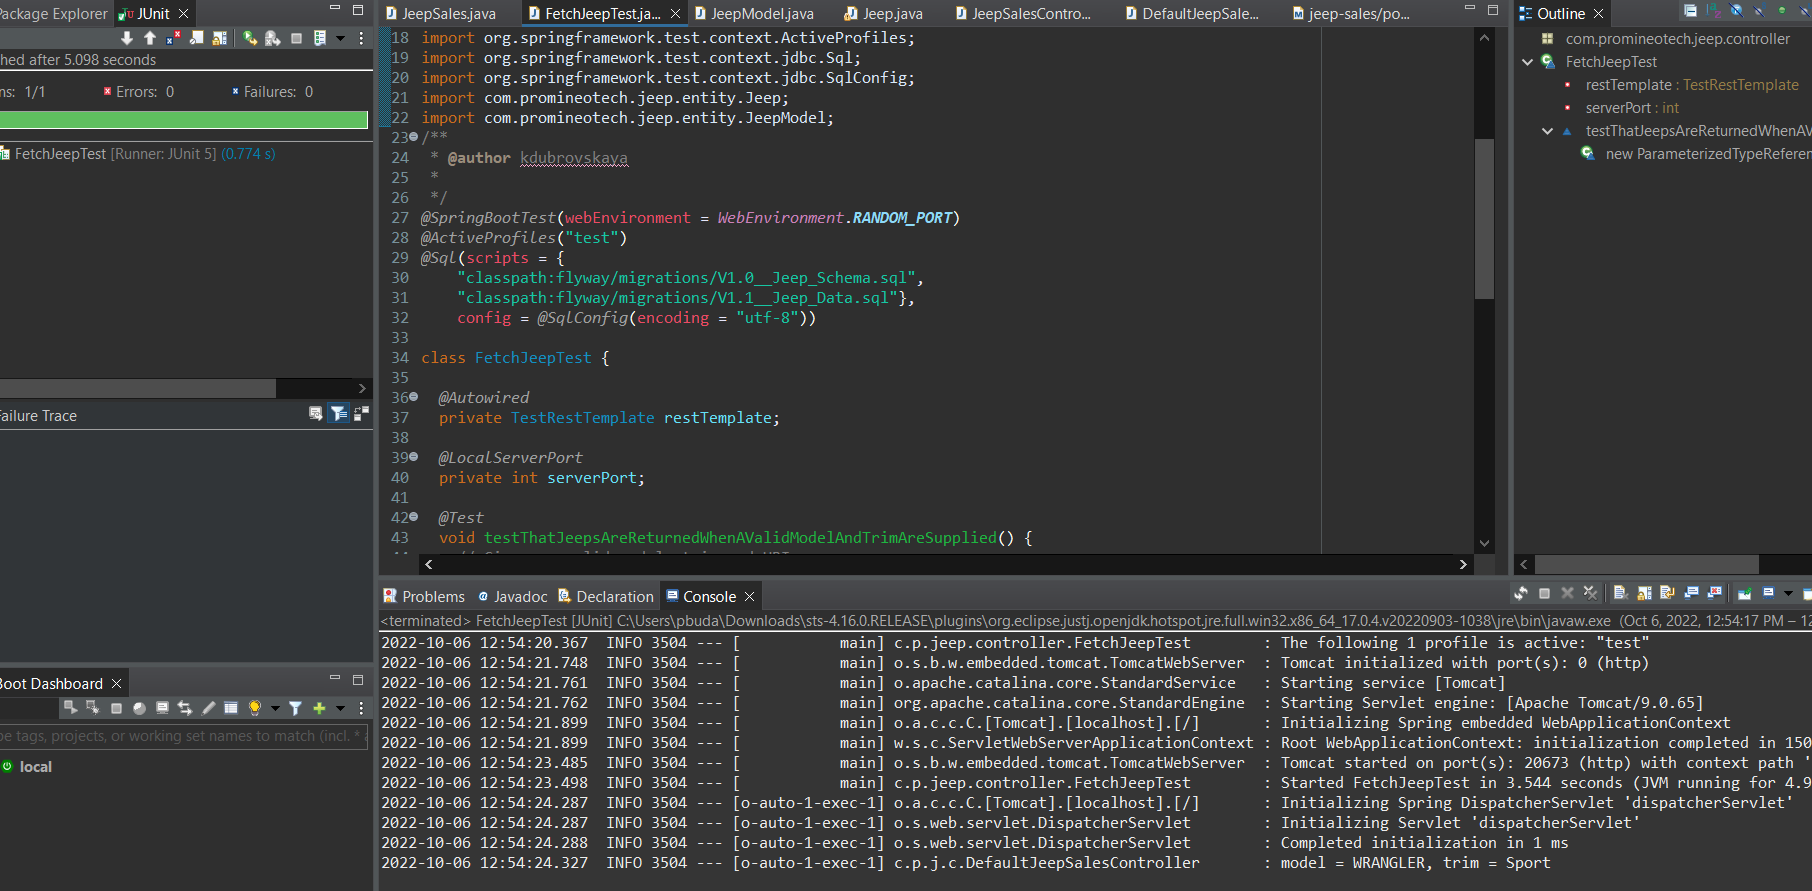 Package Explorer
JUnit
hed after 5.098 seconds
ns: 1/1
Errors: 0
Failures: 0
FetchJeepTest [Runner: JUnit 5] (0.774 s)
ailure Trace
Boot Dashboard
pe tags, projects, or working set names to match (incl. *
local
JeepSales.java
FetchJeepTest.ja...
JeepModel.java
Jeep.java
JeepSalesContro...
DefaultJeepSale...
jeep-sales/po...
18 import org.springframework.test.context.ActiveProfiles;
19 import org.springframework.test.context.jdbc.Sql;
20 import org.springframework.test.context.jdbc.SqlConfig;
21 import com.promineotech.jeep.entity.Jeep;
22 import com.promineotech.jeep.entity.JeepModel;
23 /**
24  * @author kdubrovskaya
25  *
26  */
27 @SpringBootTest(webEnvironment = WebEnvironment.RANDOM_PORT)
28 @ActiveProfiles("test")
29 @Sql(scripts = {
30     "classpath:flyway/migrations/V1.0__Jeep_Schema.sql",
31     "classpath:flyway/migrations/V1.1__Jeep_Data.sql"},
32     config = @SqlConfig(encoding = "utf-8"))
33
34 class FetchJeepTest {
35
36   @Autowired
37   private TestRestTemplate restTemplate;
38
39   @LocalServerPort
40   private int serverPort;
41
42   @Test
43   void testThatJeepsAreReturnedWhenAValidModelAndTrimAreSupplied() {
Outline
com.promineotech.jeep.controller
FetchJeepTest
restTemplate : TestRestTemplate
serverPort : int
testThatJeepsAreReturnedWhenAV
new ParameterizedTypeReferen
Problems
Javadoc
Declaration
Console
<terminated> FetchJeepTest [JUnit] C:\Users\pbuda\Downloads\sts-4.16.0.RELEASE\plugins\org.eclipse.justj.openjdk.hotspot.jre.full.win32.x86_64_17.0.4.v20220903-1038\jre\bin\javaw.exe (Oct 6, 2022, 12:54:17 PM – 12
2022-10-06 12:54:20.367  INFO 3504 --- [           main] c.p.jeep.controller.FetchJeepTest        : The following 1 profile is active: "test"
2022-10-06 12:54:21.748  INFO 3504 --- [           main] o.s.b.w.embedded.tomcat.TomcatWebServer  : Tomcat initialized with port(s): 0 (http)
2022-10-06 12:54:21.761  INFO 3504 --- [           main] o.apache.catalina.core.StandardService   : Starting service [Tomcat]
2022-10-06 12:54:21.762  INFO 3504 --- [           main] org.apache.catalina.core.StandardEngine  : Starting Servlet engine: [Apache Tomcat/9.0.65]
2022-10-06 12:54:21.899  INFO 3504 --- [           main] o.a.c.c.C.[Tomcat].[localhost].[/]       : Initializing Spring embedded WebApplicationContext
2022-10-06 12:54:21.899  INFO 3504 --- [           main] w.s.c.ServletWebServerApplicationContext : Root WebApplicationContext: initialization completed in 150
2022-10-06 12:54:23.485  INFO 3504 --- [           main] o.s.b.w.embedded.tomcat.TomcatWebServer  : Tomcat started on port(s): 20673 (http) with context path '
2022-10-06 12:54:23.498  INFO 3504 --- [           main] c.p.jeep.controller.FetchJeepTest        : Started FetchJeepTest in 3.544 seconds (JVM running for 4.9
2022-10-06 12:54:24.287  INFO 3504 --- [o-auto-1-exec-1] o.a.c.c.C.[Tomcat].[localhost].[/]       : Initializing Spring DispatcherServlet 'dispatcherServlet'
2022-10-06 12:54:24.287  INFO 3504 --- [o-auto-1-exec-1] o.s.web.servlet.DispatcherServlet        : Initializing Servlet 'dispatcherServlet'
2022-10-06 12:54:24.288  INFO 3504 --- [o-auto-1-exec-1] o.s.web.servlet.DispatcherServlet        : Completed initialization in 1 ms
2022-10-06 12:54:24.327  INFO 3504 --- [o-auto-1-exec-1] c.p.j.c.DefaultJeepSalesController       : model = WRANGLER, trim = Sport